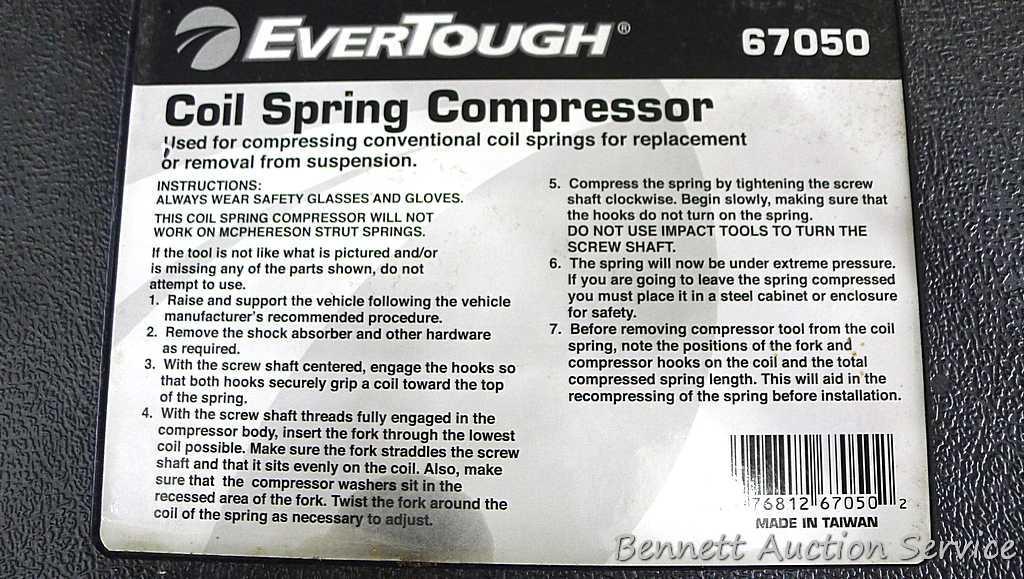 EVERTOUGH® 67050
Coil Spring Compressor
Used for compressing conventional coil springs for replacement
or removal from suspension.
INSTRUCTIONS:
ALWAYS WEAR SAFETY GLASSES AND GLOVES.
THIS COIL SPRING COMPRESSOR WILL NOT
WORK ON MCPHERESON STRUT SPRINGS.
If the tool is not like what is pictured and/or
is missing any of the parts shown, do not
attempt to use.
1. Raise and support the vehicle following the vehicle
manufacturer's recommended procedure.
2. Remove the shock absorber and other hardware
as required.
3. With the screw shaft centered, engage the hooks so
that both hooks securely grip a coil toward the top
of the spring.
4. With the screw shaft threads fully engaged in the
compressor body, insert the fork through the lowest
coil possible. Make sure the fork straddles the screw
shaft and that it sits evenly on the coil. Also, make
sure that the compressor washers sit in the
recessed area of the fork. Twist the fork around the
coil of the spring as necessary to adjust.
5. Compress the spring by tightening the screw
shaft clockwise. Begin slowly, making sure that
the hooks do not turn on the spring.
DO NOT USE IMPACT TOOLS TO TURN THE
SCREW SHAFT.
6. The spring will now be under extreme pressure.
If you are going to leave the spring compressed
you must place it in a steel cabinet or enclosure
for safety.
7. Before removing compressor tool from the coil
spring, note the positions of the fork and
compressor hooks on the coil and the total
compressed spring length. This will aid in the
recompressing of the spring before installation.
76812 67050 2
MADE IN TAIWAN
Bennett Auction Service